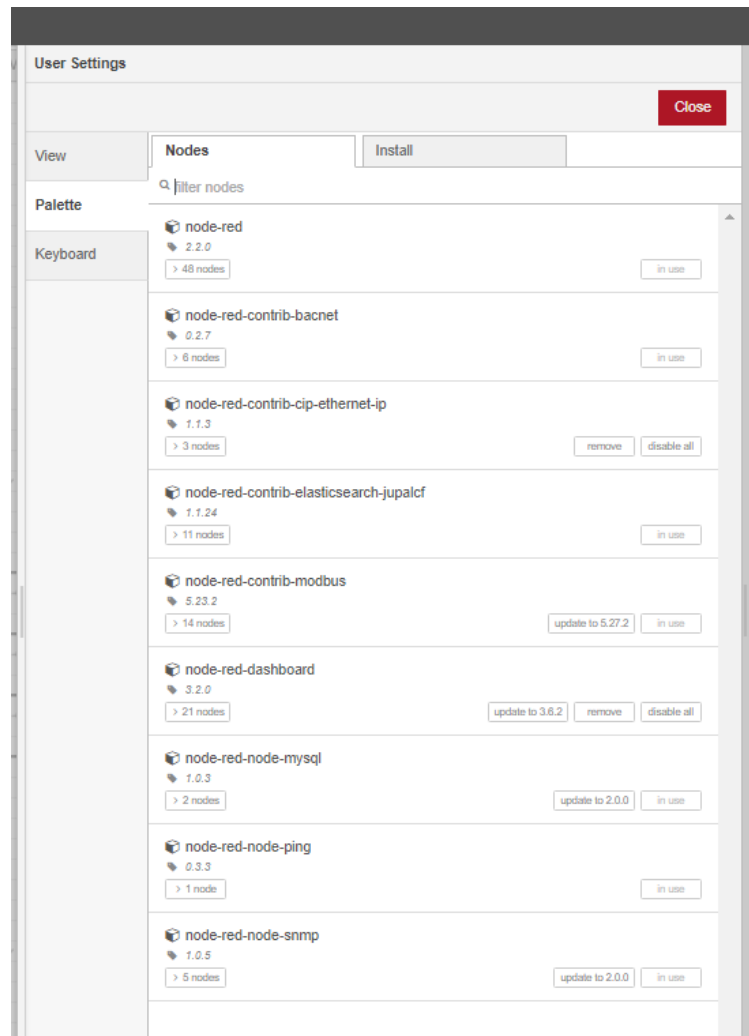 User Settings
Close
View
Palette
Keyboard
Nodes Install
filter nodes
node-red
2.2.0
> 48 nodes in use
node-red-contrib-bacnet
0.2.7
> 6 nodes in use
node-red-contrib-cip-ethernet-ip
1.1.3
> 3 nodes remove disable all
node-red-contrib-elasticsearch-jupalcf
1.1.24
> 11 nodes in use
node-red-contrib-modbus
5.23.2
> 14 nodes update to 5.27.2 in use
node-red-dashboard
3.2.0
> 21 nodes update to 3.6.2 remove disable all
node-red-node-mysql
1.0.3
> 2 nodes update to 2.0.0 in use
node-red-node-ping
0.3.3
> 1 node in use
node-red-node-snmp
1.0.5
> 5 nodes update to 2.0.0 in use